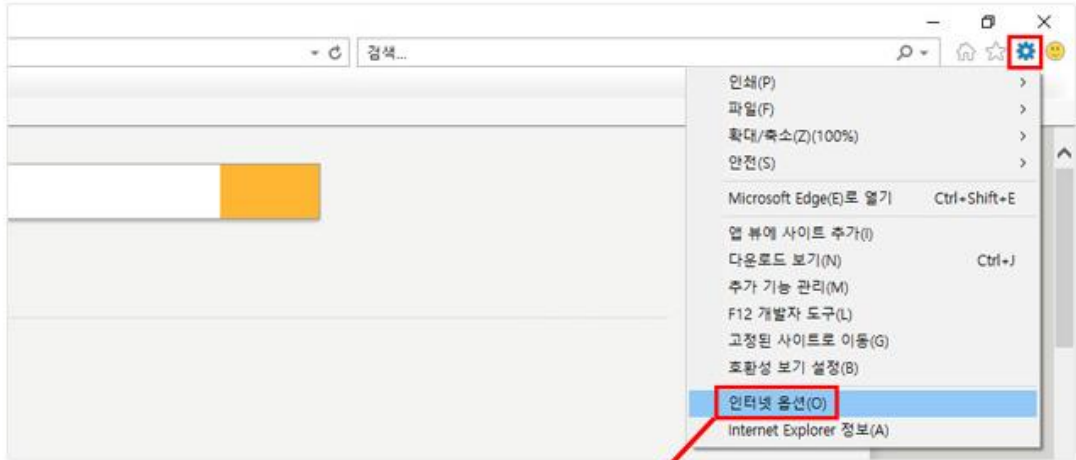 검색...
인쇄(P)
파일(F)
확대/축소(Z)(100%)
안전(S)
Microsoft Edge(E)로 열기 Ctrl+Shift+E
앱 뷰에 사이트 추가(I)
다운로드 보기(N) Ctrl+J
추가 기능 관리(M)
F12 개발자 도구(L)
고정된 사이트로 이동(G)
호환성 보기 설정(B)
인터넷 옵션(O)
Internet Explorer 정보(A)